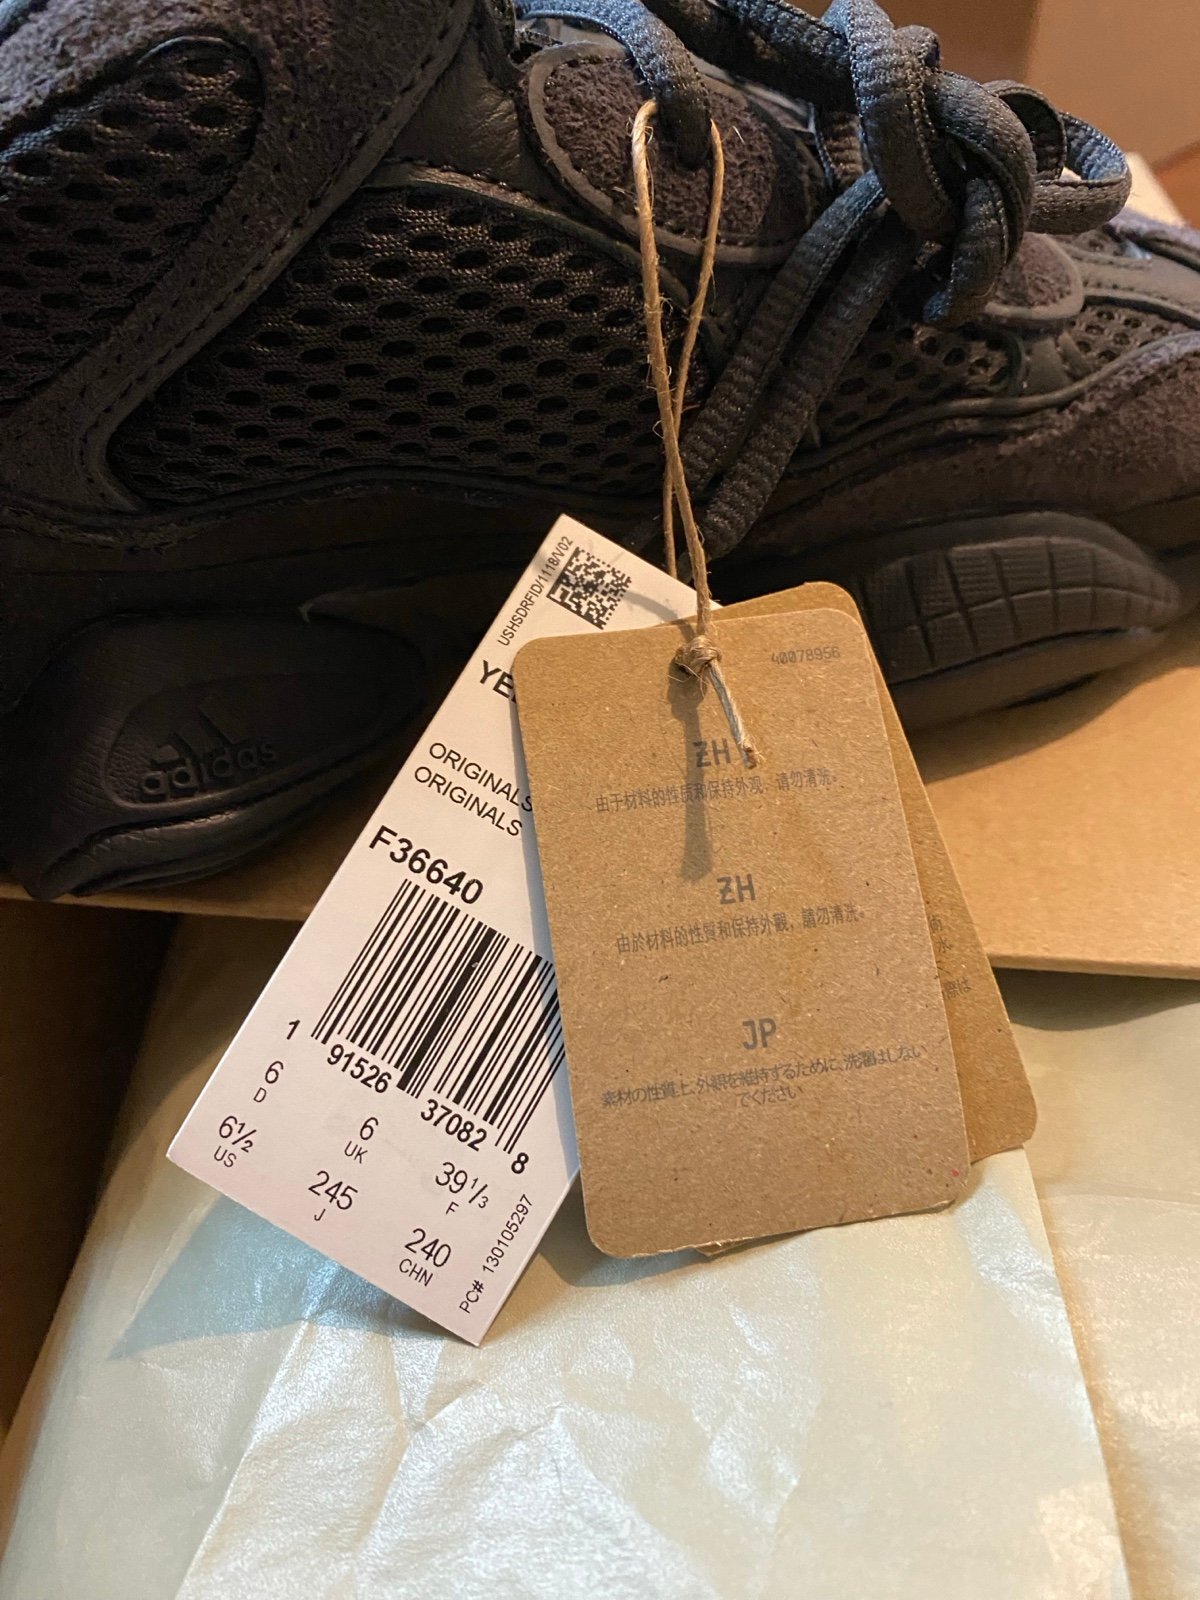 adidas
USHSDRFID/1118/V02
ORIGINALS
ORIGINALS
F36640
1 91526 37082 8
6
D
6
UK
39 1/3
F
6½
US
245
J
240
CHN
PC# 130105297
40078956
ZH
由于材料的性质和保持外观，请勿清洗。
ZH
由於材料的性質和保持外觀，請勿清洗。
JP
素材の性質上、外観を維持するために、洗濯はしない
でください